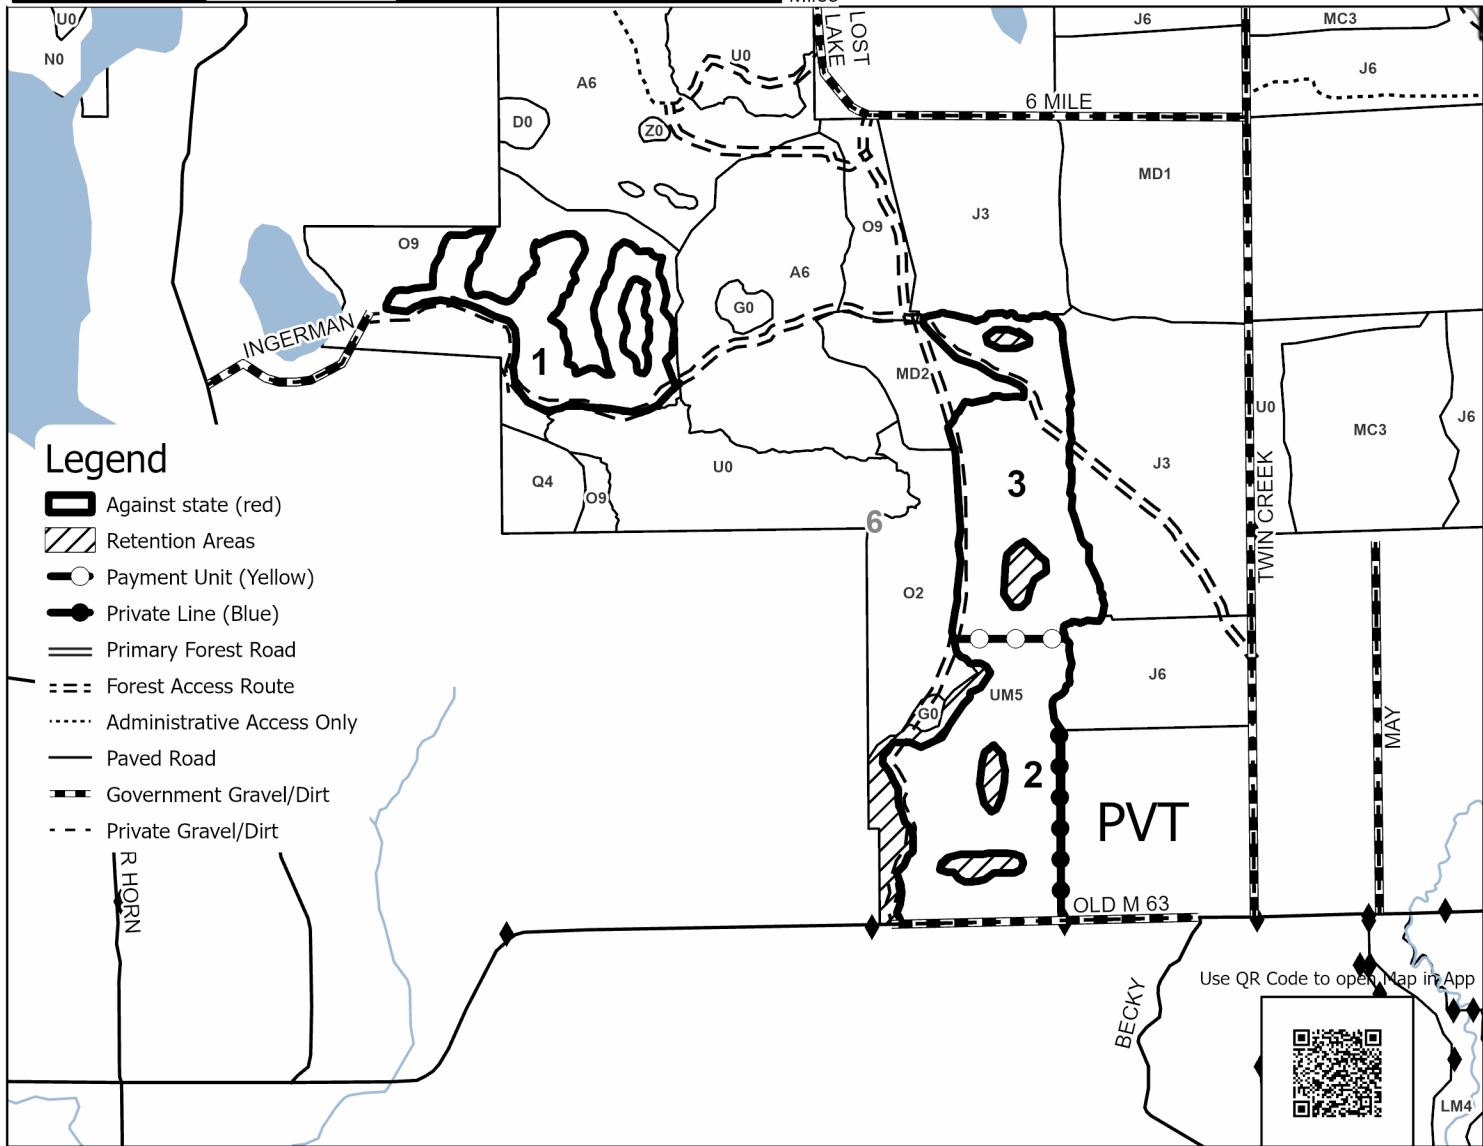 Miles
U0
N0
LOST
LAKE
J6
MC3
A6
U0
J6
6 MILE
D0
Z0
MD1
J3
O9
O9
A6
G0
INGERMAN
1
MD2
U0
MC3
J6
Legend
Against state (red)
Retention Areas
Payment Unit (Yellow)
Private Line (Blue)
Primary Forest Road
Forest Access Route
Administrative Access Only
Paved Road
Government Gravel/Dirt
Private Gravel/Dirt
Q4
O9
U0
J3
3
6
TWIN CREEK
O2
J6
UM5
G0
MAY
2
PVT
R HORN
OLD M 63
BECKY
Use QR Code to open Map in App
LM4